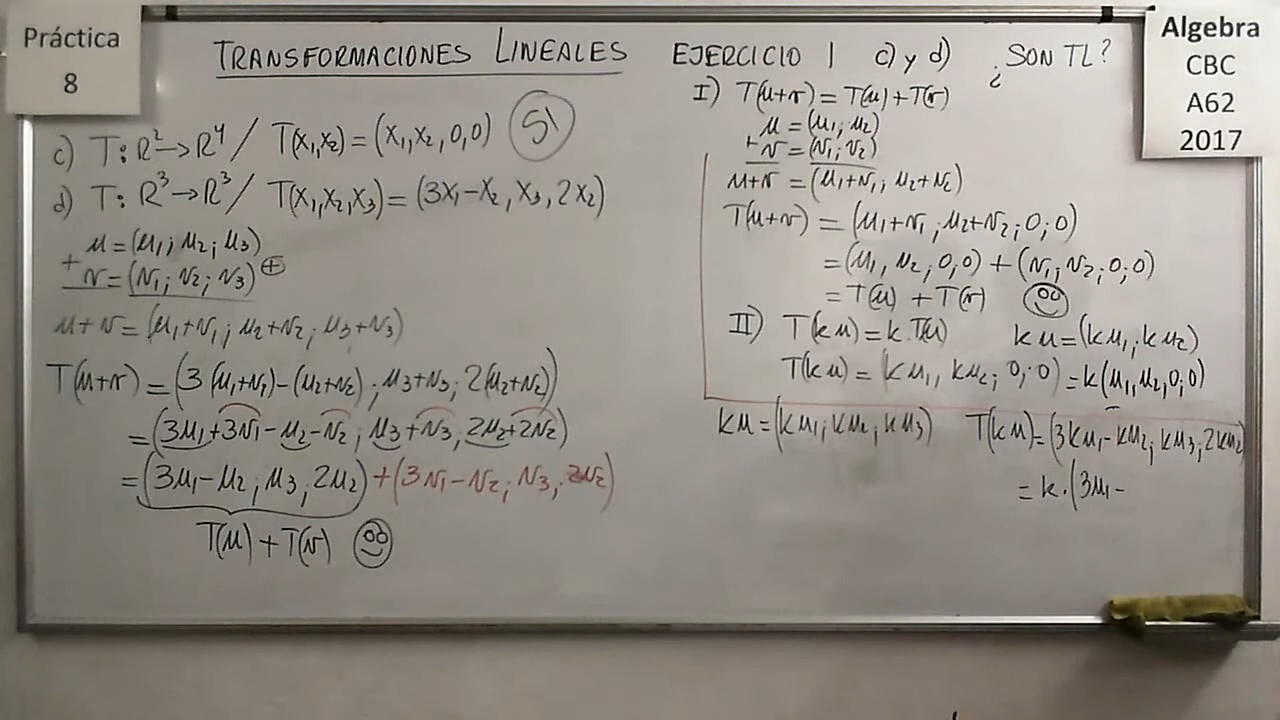 Práctica
8
TRANSFORMACIONES LINEALES EJERCICIO 1 c) y d) ¿SON TL?
Algebra
CBC
A62
2017
c) T: R² → R⁴ / T(x₁,x₂) = (x₁,x₂,0,0) SI
d) T: R³ → R³ / T(x₁,x₂,x₃) = (3x₁-x₂, x₃, 2x₂)
u = (u₁; u₂; u₃)
+ v = (v₁; v₂; v₃) ⊕
u+v = (u₁+v₁; u₂+v₂; u₃+v₃)
T(u+v) = (3(u₁+v₁)-(u₂+v₂); u₃+v₃; 2(u₂+v₂))
= (3u₁+3v₁-u₂-v₂; u₃+v₃; 2u₂+2v₂)
= (3u₁-u₂; u₃; 2u₂) + (3v₁-v₂; v₃; 2v₂)
T(u) + T(v)
I) T(u+v) = T(u)+T(v)
u = (u₁; u₂)
+ v = (v₁; v₂)
u+v = (u₁+v₁; u₂+v₂)
T(u+v) = (u₁+v₁; u₂+v₂; 0; 0)
= (u₁, u₂; 0,0) + (v₁; v₂; 0;0)
= T(u) + T(v)
II) T(ku) = k.T(u) ku = (ku₁; ku₂)
T(ku) = (ku₁, ku₂; 0; 0) = k(u₁,u₂,0,0)
ku = (ku₁; ku₂; ku₃) T(ku) = (3ku₁-ku₂; ku₃; 2ku₂)
= k.(3u₁-